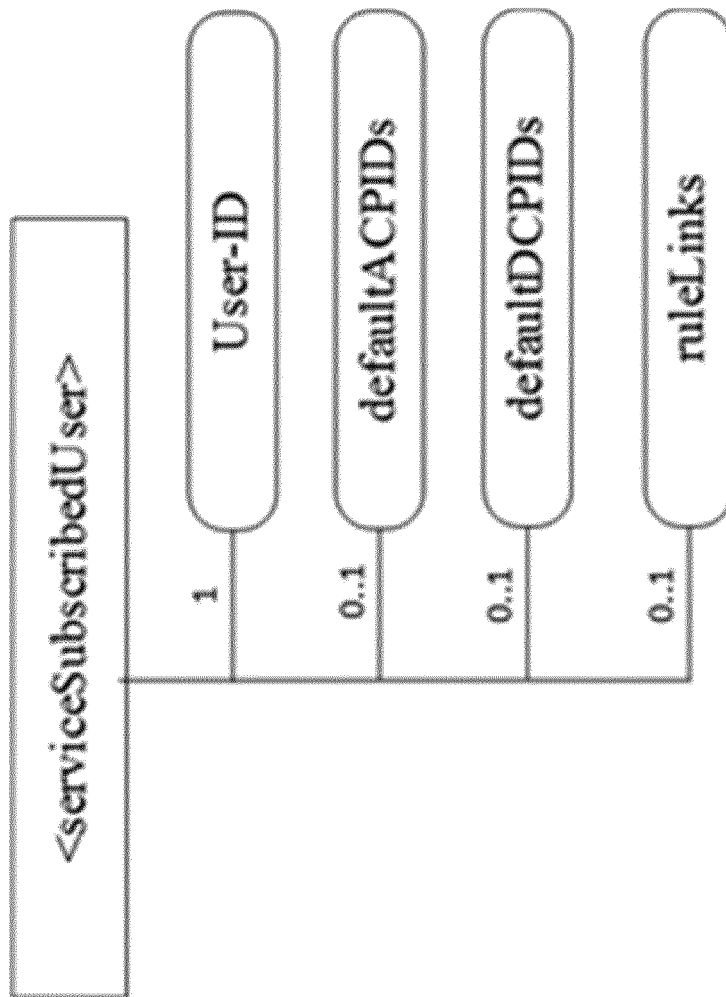 <serviceSubscribedUser>
1
User-ID
0..1
defaultACPIDs
0..1
defaultDCPIDs
0..1
ruleLinks